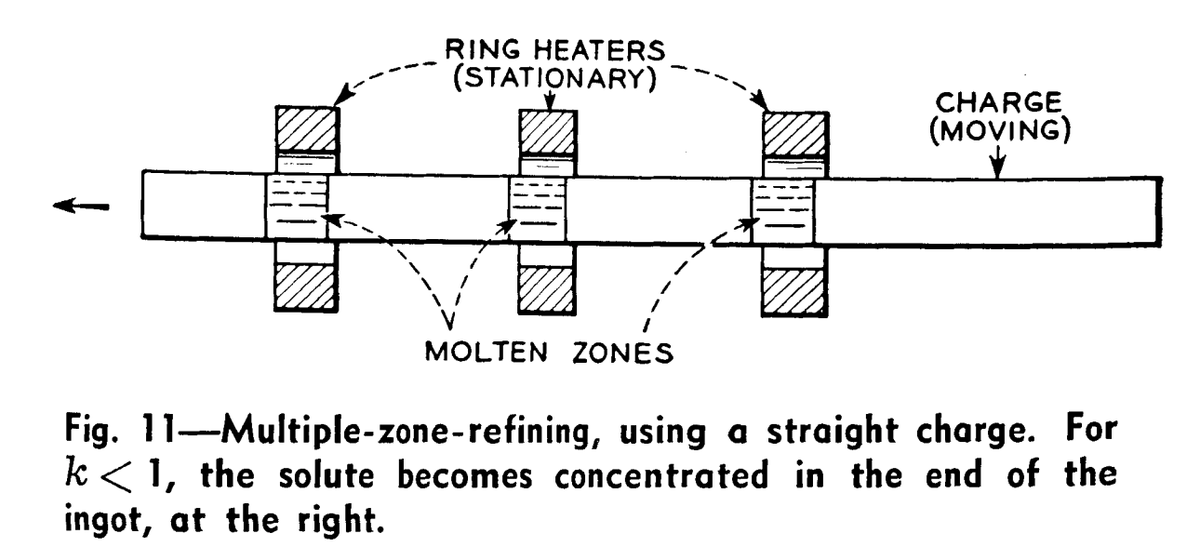 RING HEATERS
(STATIONARY)
CHARGE
(MOVING)
MOLTEN ZONES
Fig. 11—Multiple-zone-refining, using a straight charge. For
k < 1, the solute becomes concentrated in the end of the
ingot, at the right.